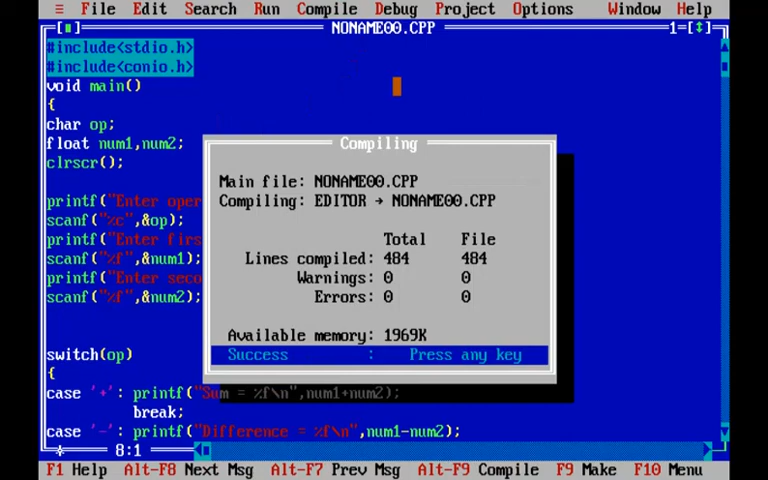 ≡ File Edit Search Run Compile Debug Project Options Window Help
[■] NONAME00.CPP 1=[↕]
#include<stdio.h>
#include<conio.h>
void main()
{
char op;
float num1,num2;
clrscr();
printf("Enter oper
scanf("%c",&op);
printf("Enter firs
scanf("%f",&num1);
printf("Enter seco
scanf("%f",&num2);
switch(op)
{
case '+': printf("Sum = %f\n",num1+num2);
break;
case '-': printf("Difference = %f\n",num1-num2);
Compiling
Main file: NONAME00.CPP
Compiling: EDITOR → NONAME00.CPP
Total File
Lines compiled: 484 484
Warnings: 0 0
Errors: 0 0
Available memory: 1969K
Success : Press any key
8:1
F1 Help Alt-F8 Next Msg Alt-F7 Prev Msg Alt-F9 Compile F9 Make F10 Menu